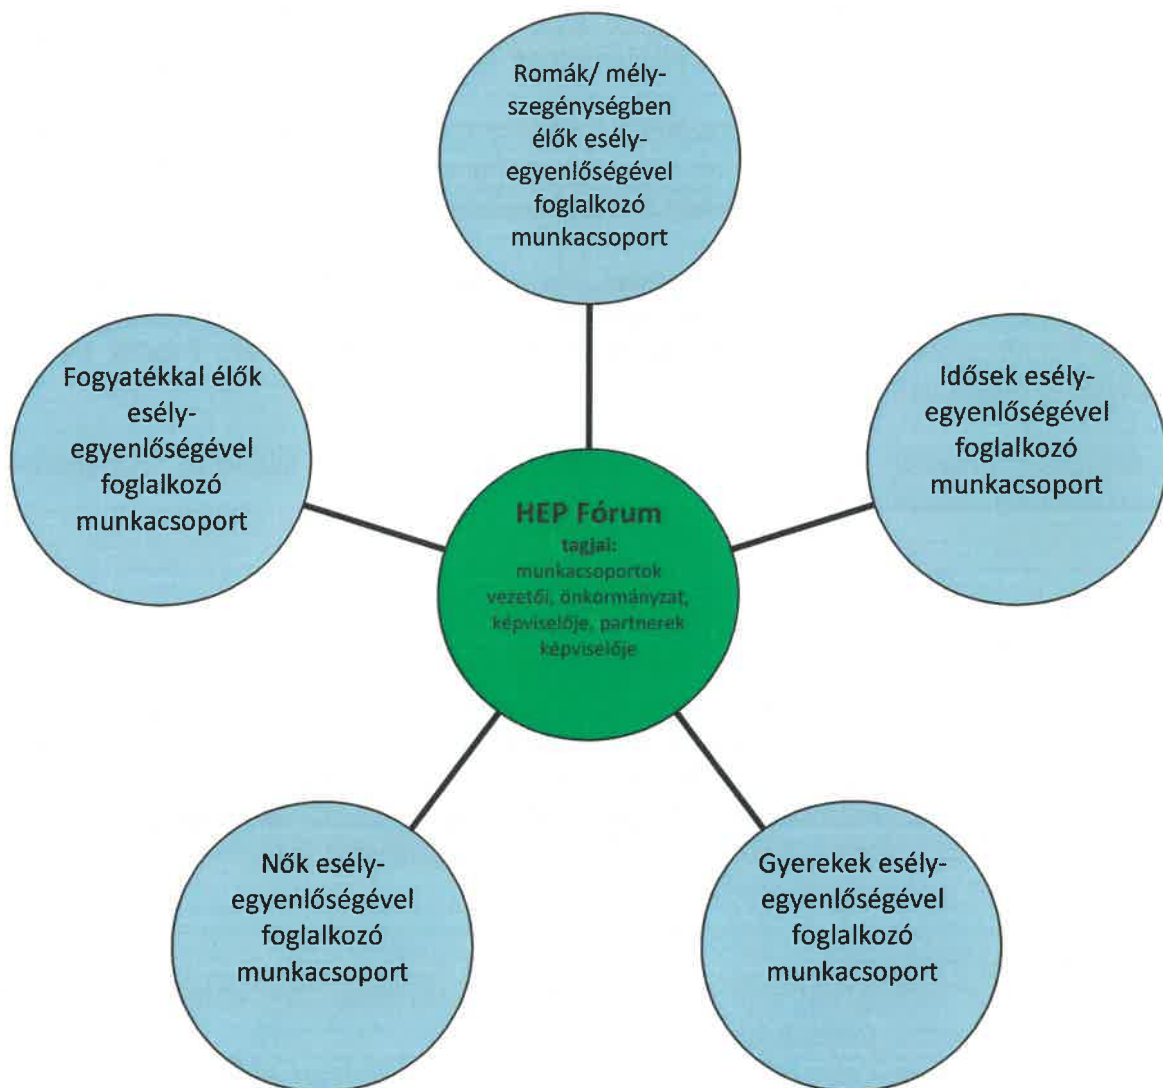 Romák/ mély-
szegénységben
élők esély-
egyenlőségével
foglalkozó
munkacsoport
Fogyatékkal élők
esély-
egyenlőségével
foglalkozó
munkacsoport
Idősek esély-
egyenlőségével
foglalkozó
munkacsoport
HEP Fórum
tagjai:
munkacsoportok
vezetői, önkormányzat,
képviselője, partnerek
képviselője
Nők esély-
egyenlőségével
foglalkozó
munkacsoport
Gyerekek esély-
egyenlőségével
foglalkozó
munkacsoport